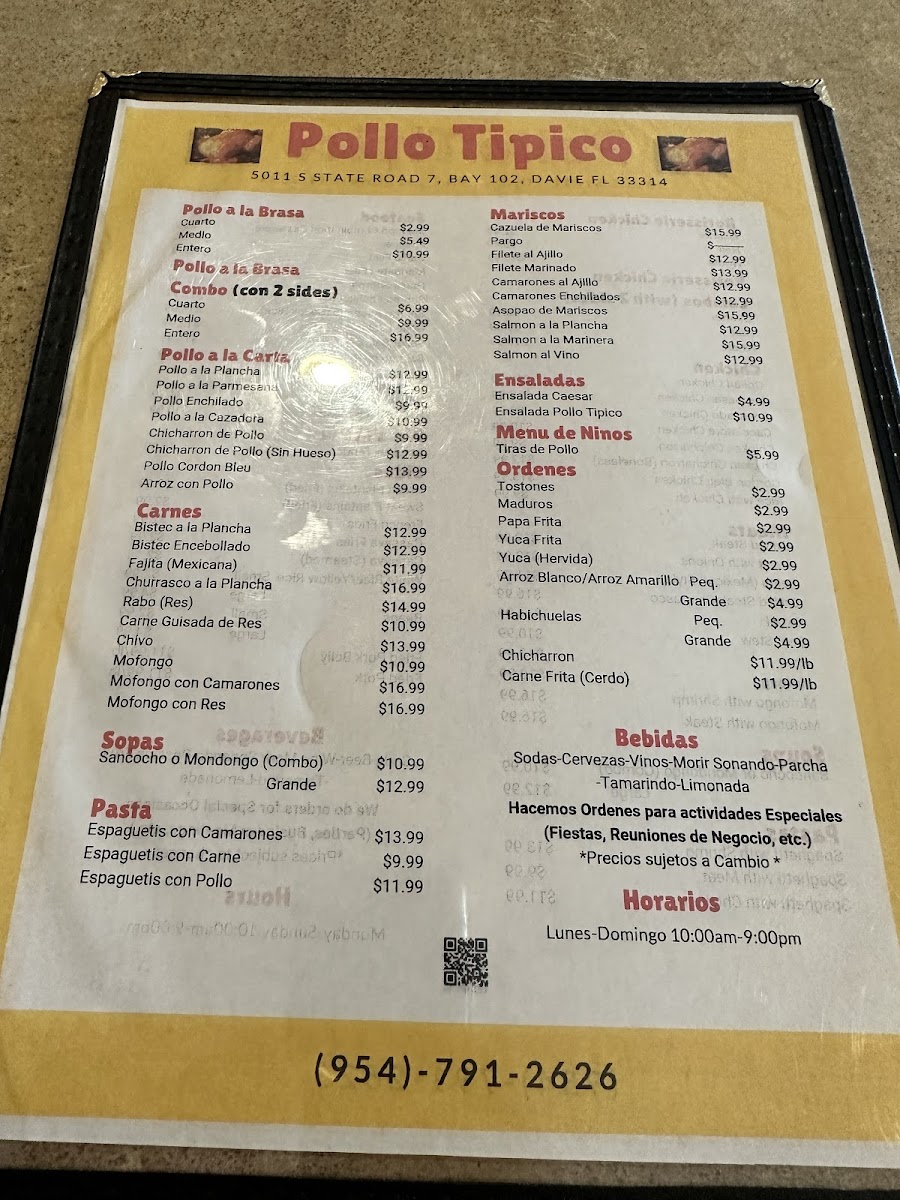 Pollo Tipico
5011 S STATE ROAD 7, BAY 102, DAVIE FL 33314
Pollo a la Brasa
Cuarto $2.99
Medio $5.49
Entero $10.99
Pollo a la Brasa
Combo (con 2 sides)
Cuarto $6.99
Medio $9.99
Entero $16.99
Pollo a la Carta
Pollo a la Plancha $12.99
Pollo a la Parmesana $12.99
Pollo Enchilado $9.99
Pollo a la Cazadora $10.99
Chicharron de Pollo $9.99
Chicharron de Pollo (Sin Hueso) $12.99
Pollo Cordon Bleu $13.99
Arroz con Pollo $9.99
Carnes
Bistec a la Plancha $12.99
Bistec Encebollado $12.99
Fajita (Mexicana) $11.99
Churrasco a la Plancha $16.99
Rabo (Res) $14.99
Carne Guisada de Res $10.99
Chivo $13.99
Mofongo $10.99
Mofongo con Camarones $16.99
Mofongo con Res $16.99
Sopas
Sancocho o Mondongo (Combo) $10.99
Grande $12.99
Pasta
Espaguetis con Camarones $13.99
Espaguetis con Carne $9.99
Espaguetis con Pollo $11.99
Mariscos
Cazuela de Mariscos $15.99
Pargo $____
Filete al Ajillo $12.99
Filete Marinado $13.99
Camarones al Ajillo $12.99
Camarones Enchilados $12.99
Asopao de Mariscos $15.99
Salmon a la Plancha $12.99
Salmon a la Marinera $15.99
Salmon al Vino $12.99
Ensaladas
Ensalada Caesar $4.99
Ensalada Pollo Tipico $10.99
Menu de Ninos
Tiras de Pollo $5.99
Ordenes
Tostones $2.99
Maduros $2.99
Papa Frita $2.99
Yuca Frita $2.99
Yuca (Hervida) $2.99
Arroz Blanco/Arroz Amarillo Peq. $2.99
Grande $4.99
Habichuelas Peq. $2.99
Grande $4.99
Chicharron $11.99/lb
Carne Frita (Cerdo) $11.99/lb
Bebidas
Sodas-Cervezas-Vinos-Morir Sonando-Parcha
-Tamarindo-Limonada
Hacemos Ordenes para actividades Especiales
(Fiestas, Reuniones de Negocio, etc.)
*Precios sujetos a Cambio *
Horarios
Lunes-Domingo 10:00am-9:00pm
(954)-791-2626